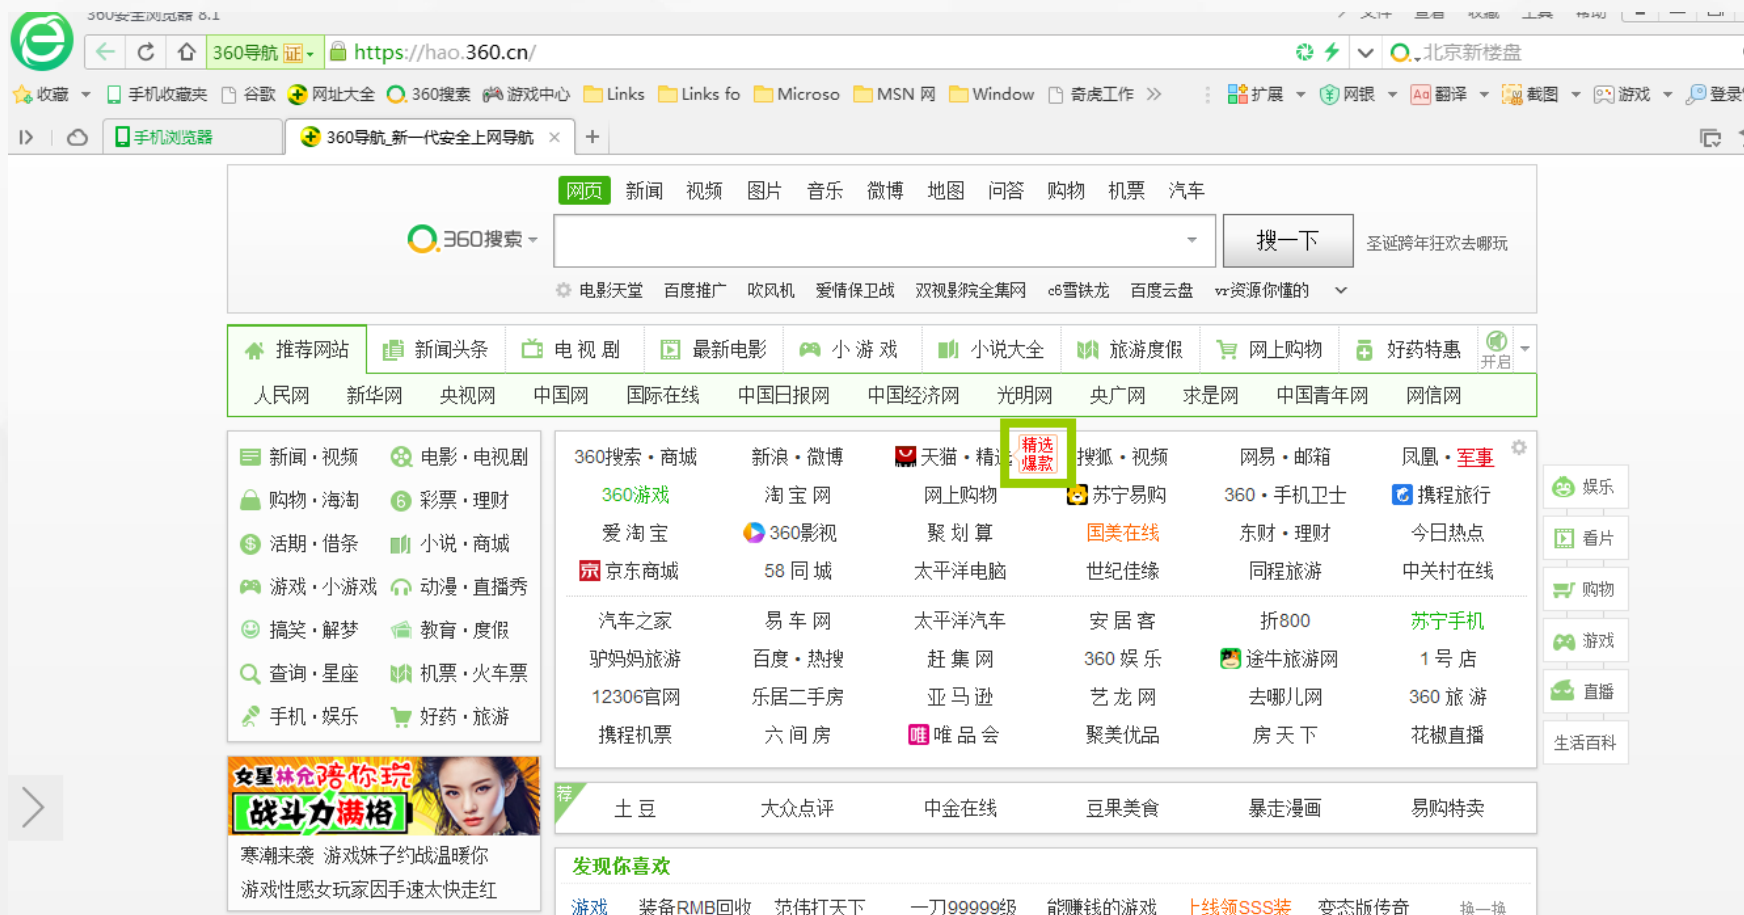 360安全浏览器 8.1 文件 查看 收藏 工具 帮助
360导航 证 https://hao.360.cn/ 北京新楼盘
收藏 手机收藏夹 谷歌 网址大全 360搜索 游戏中心 Links Links fo Microso MSN 网 Window 奇虎工作 扩展 网银 翻译 截图 游戏 登录
手机浏览器 360导航_新一代安全上网导航
网页 新闻 视频 图片 音乐 微博 地图 问答 购物 机票 汽车
360搜索 搜一下 圣诞跨年狂欢去哪玩
电影天堂 百度推广 吹风机 爱情保卫战 双视影院全集网 c6雪铁龙 百度云盘 vr资源你懂的
推荐网站 新闻头条 电视剧 最新电影 小游戏 小说大全 旅游度假 网上购物 好药特惠 开启
人民网 新华网 央视网 中国网 国际在线 中国日报网 中国经济网 光明网 央广网 求是网 中国青年网 网信网
新闻·视频 电影·电视剧
购物·海淘 彩票·理财
活期·借条 小说·商城
游戏·小游戏 动漫·直播秀
搞笑·解梦 教育·度假
查询·星座 机票·火车票
手机·娱乐 好药·旅游
360搜索·商城 新浪·微博 天猫·精选 精选爆款 搜狐·视频 网易·邮箱 凤凰·军事
360游戏 淘宝网 网上购物 苏宁易购 360·手机卫士 携程旅行
爱淘宝 360影视 聚划算 国美在线 东财·理财 今日热点
京 京东商城 58同城 太平洋电脑 世纪佳缘 同程旅游 中关村在线
汽车之家 易车网 太平洋汽车 安居客 折800 苏宁手机
驴妈妈旅游 百度·热搜 赶集网 360娱乐 途牛旅游网 1号店
12306官网 乐居二手房 亚马逊 艺龙网 去哪儿网 360旅游
携程机票 六间房 唯 唯品会 聚美优品 房天下 花椒直播
娱乐
看片
购物
游戏
直播
生活百科
女星林允陪你玩
战斗力满格
寒潮来袭 游戏妹子约战温暖你
游戏性感女玩家因手速太快走红
荐 土豆 大众点评 中金在线 豆果美食 暴走漫画 易购特卖
发现你喜欢
游戏 装备RMB回收 范伟打天下 一刀99999级 能赚钱的游戏 上线领SSS装 变态版传奇 换一换